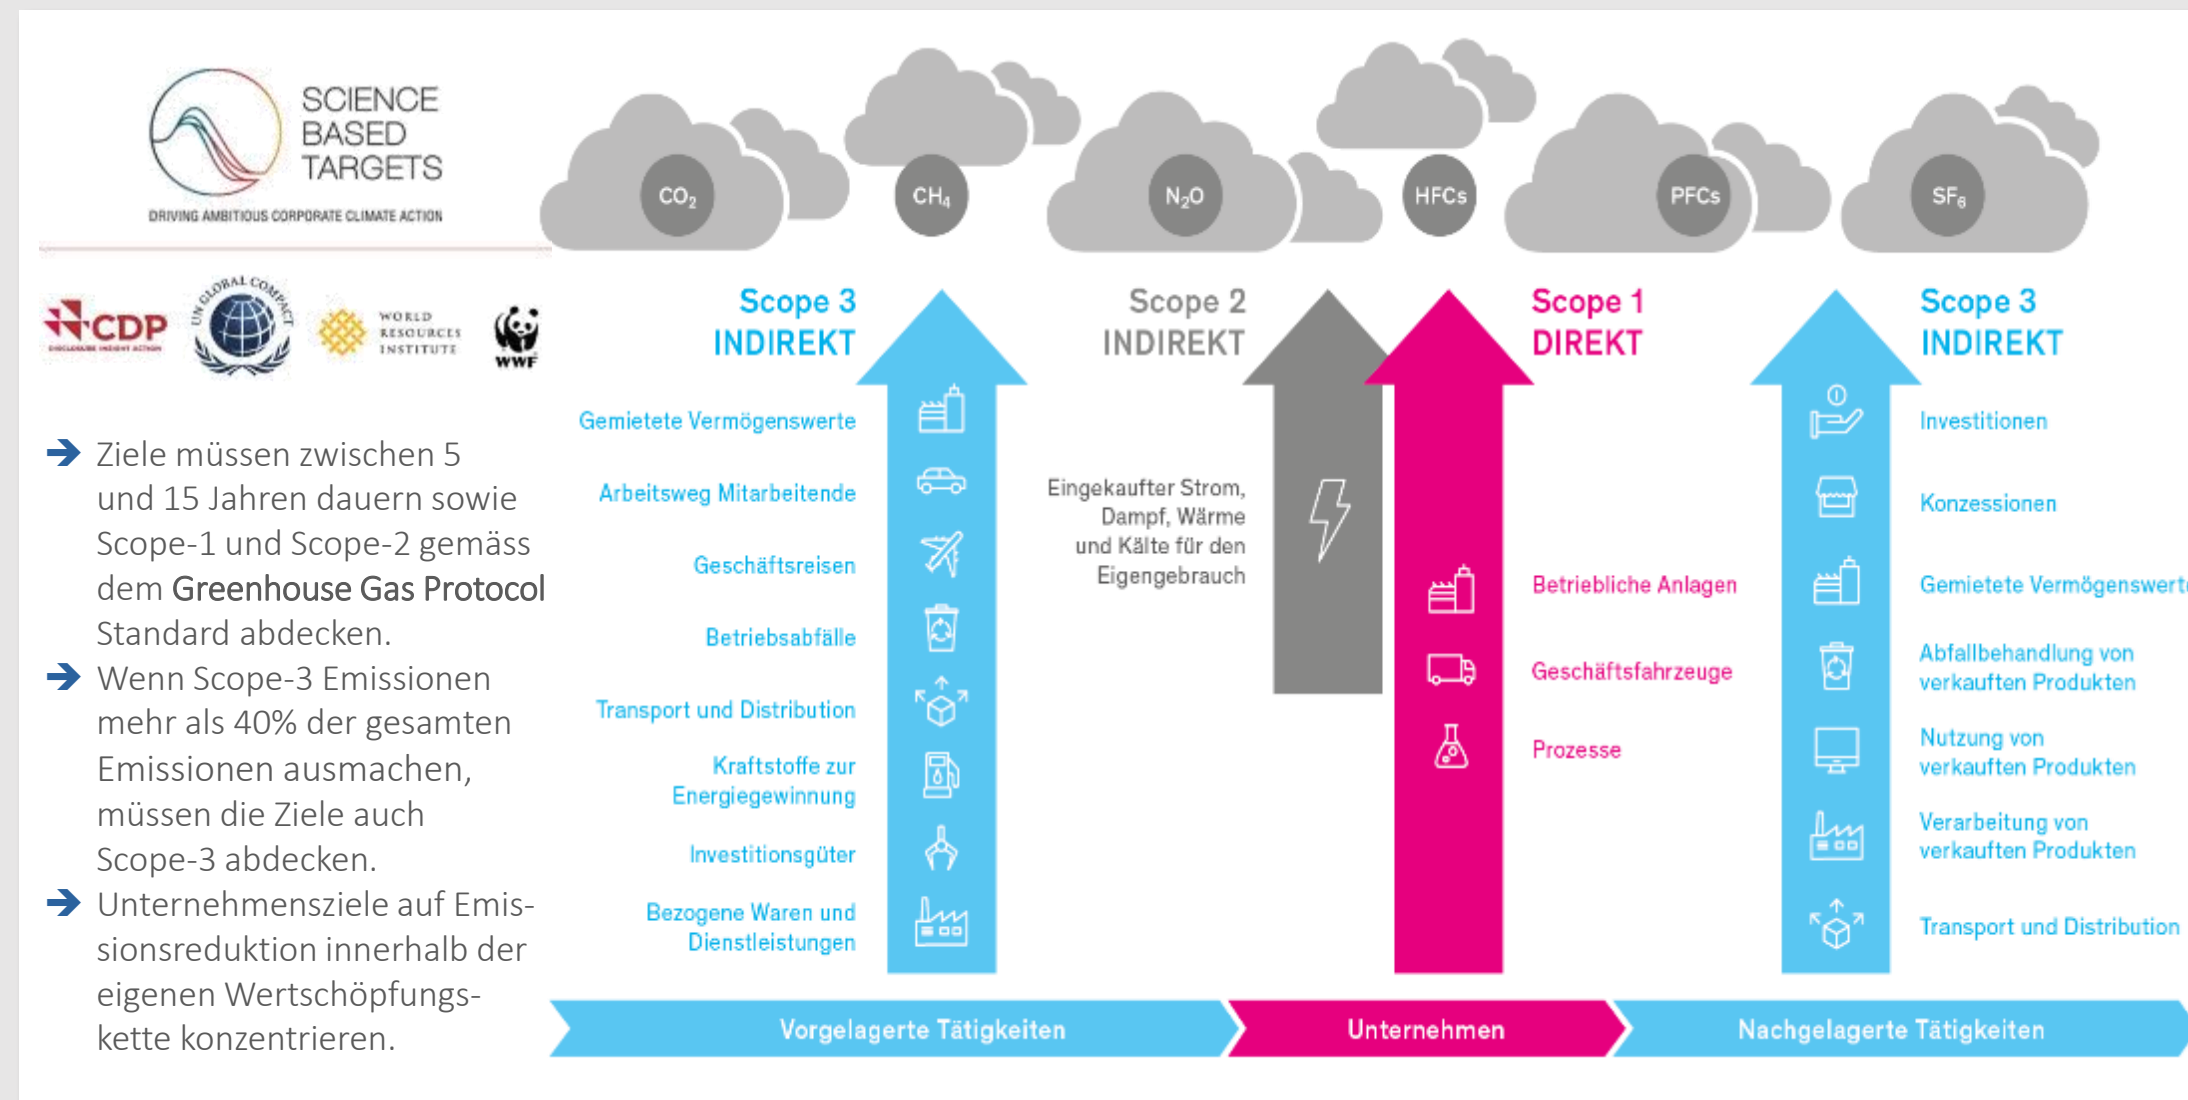 SCIENCE
BASED
TARGETS
DRIVING AMBITIOUS CORPORATE CLIMATE ACTION
CDP
DISCLOSURE INSIGHT ACTION
UN GLOBAL COMPACT
WORLD
RESOURCES
INSTITUTE
WWF
Ziele müssen zwischen 5
und 15 Jahren dauern sowie
Scope-1 und Scope-2 gemäss
dem Greenhouse Gas Protocol
Standard abdecken.
Wenn Scope-3 Emissionen
mehr als 40% der gesamten
Emissionen ausmachen,
müssen die Ziele auch
Scope-3 abdecken.
Unternehmensziele auf Emis-
sionsreduktion innerhalb der
eigenen Wertschöpfungs-
kette konzentrieren.
CO₂
CH₄
N₂O
HFCs
PFCs
SF₆
Scope 3
INDIREKT
Gemietete Vermögenswerte
Arbeitsweg Mitarbeitende
Geschäftsreisen
Betriebsabfälle
Transport und Distribution
Kraftstoffe zur
Energiegewinnung
Investitionsgüter
Bezogene Waren und
Dienstleistungen
Scope 2
INDIREKT
Eingekaufter Strom,
Dampf, Wärme
und Kälte für den
Eigengebrauch
Scope 1
DIREKT
Betriebliche Anlagen
Geschäftsfahrzeuge
Prozesse
Scope 3
INDIREKT
Investitionen
Konzessionen
Gemietete Vermögenswerte
Abfallbehandlung von
verkauften Produkten
Nutzung von
verkauften Produkten
Verarbeitung von
verkauften Produkten
Transport und Distribution
Vorgelagerte Tätigkeiten
Unternehmen
Nachgelagerte Tätigkeiten